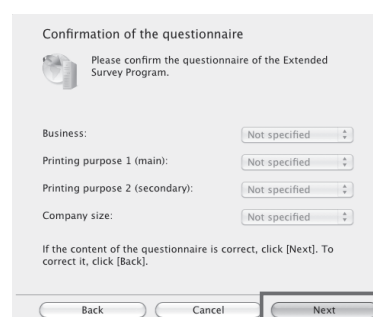 Confirmation of the questionnaire
Please confirm the questionnaire of the Extended
Survey Program.
Business: Not specified
Printing purpose 1 (main): Not specified
Printing purpose 2 (secondary): Not specified
Company size: Not specified
If the content of the questionnaire is correct, click [Next]. To
correct it, click [Back].
Back Cancel Next